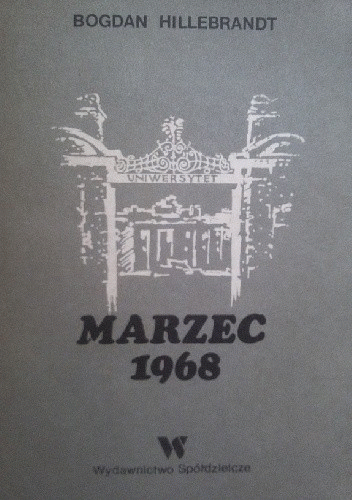 BOGDAN HILLEBRANDT
UNIWERSYTET
MARZEC
1968
W
Wydawnictwo Spółdzielcze